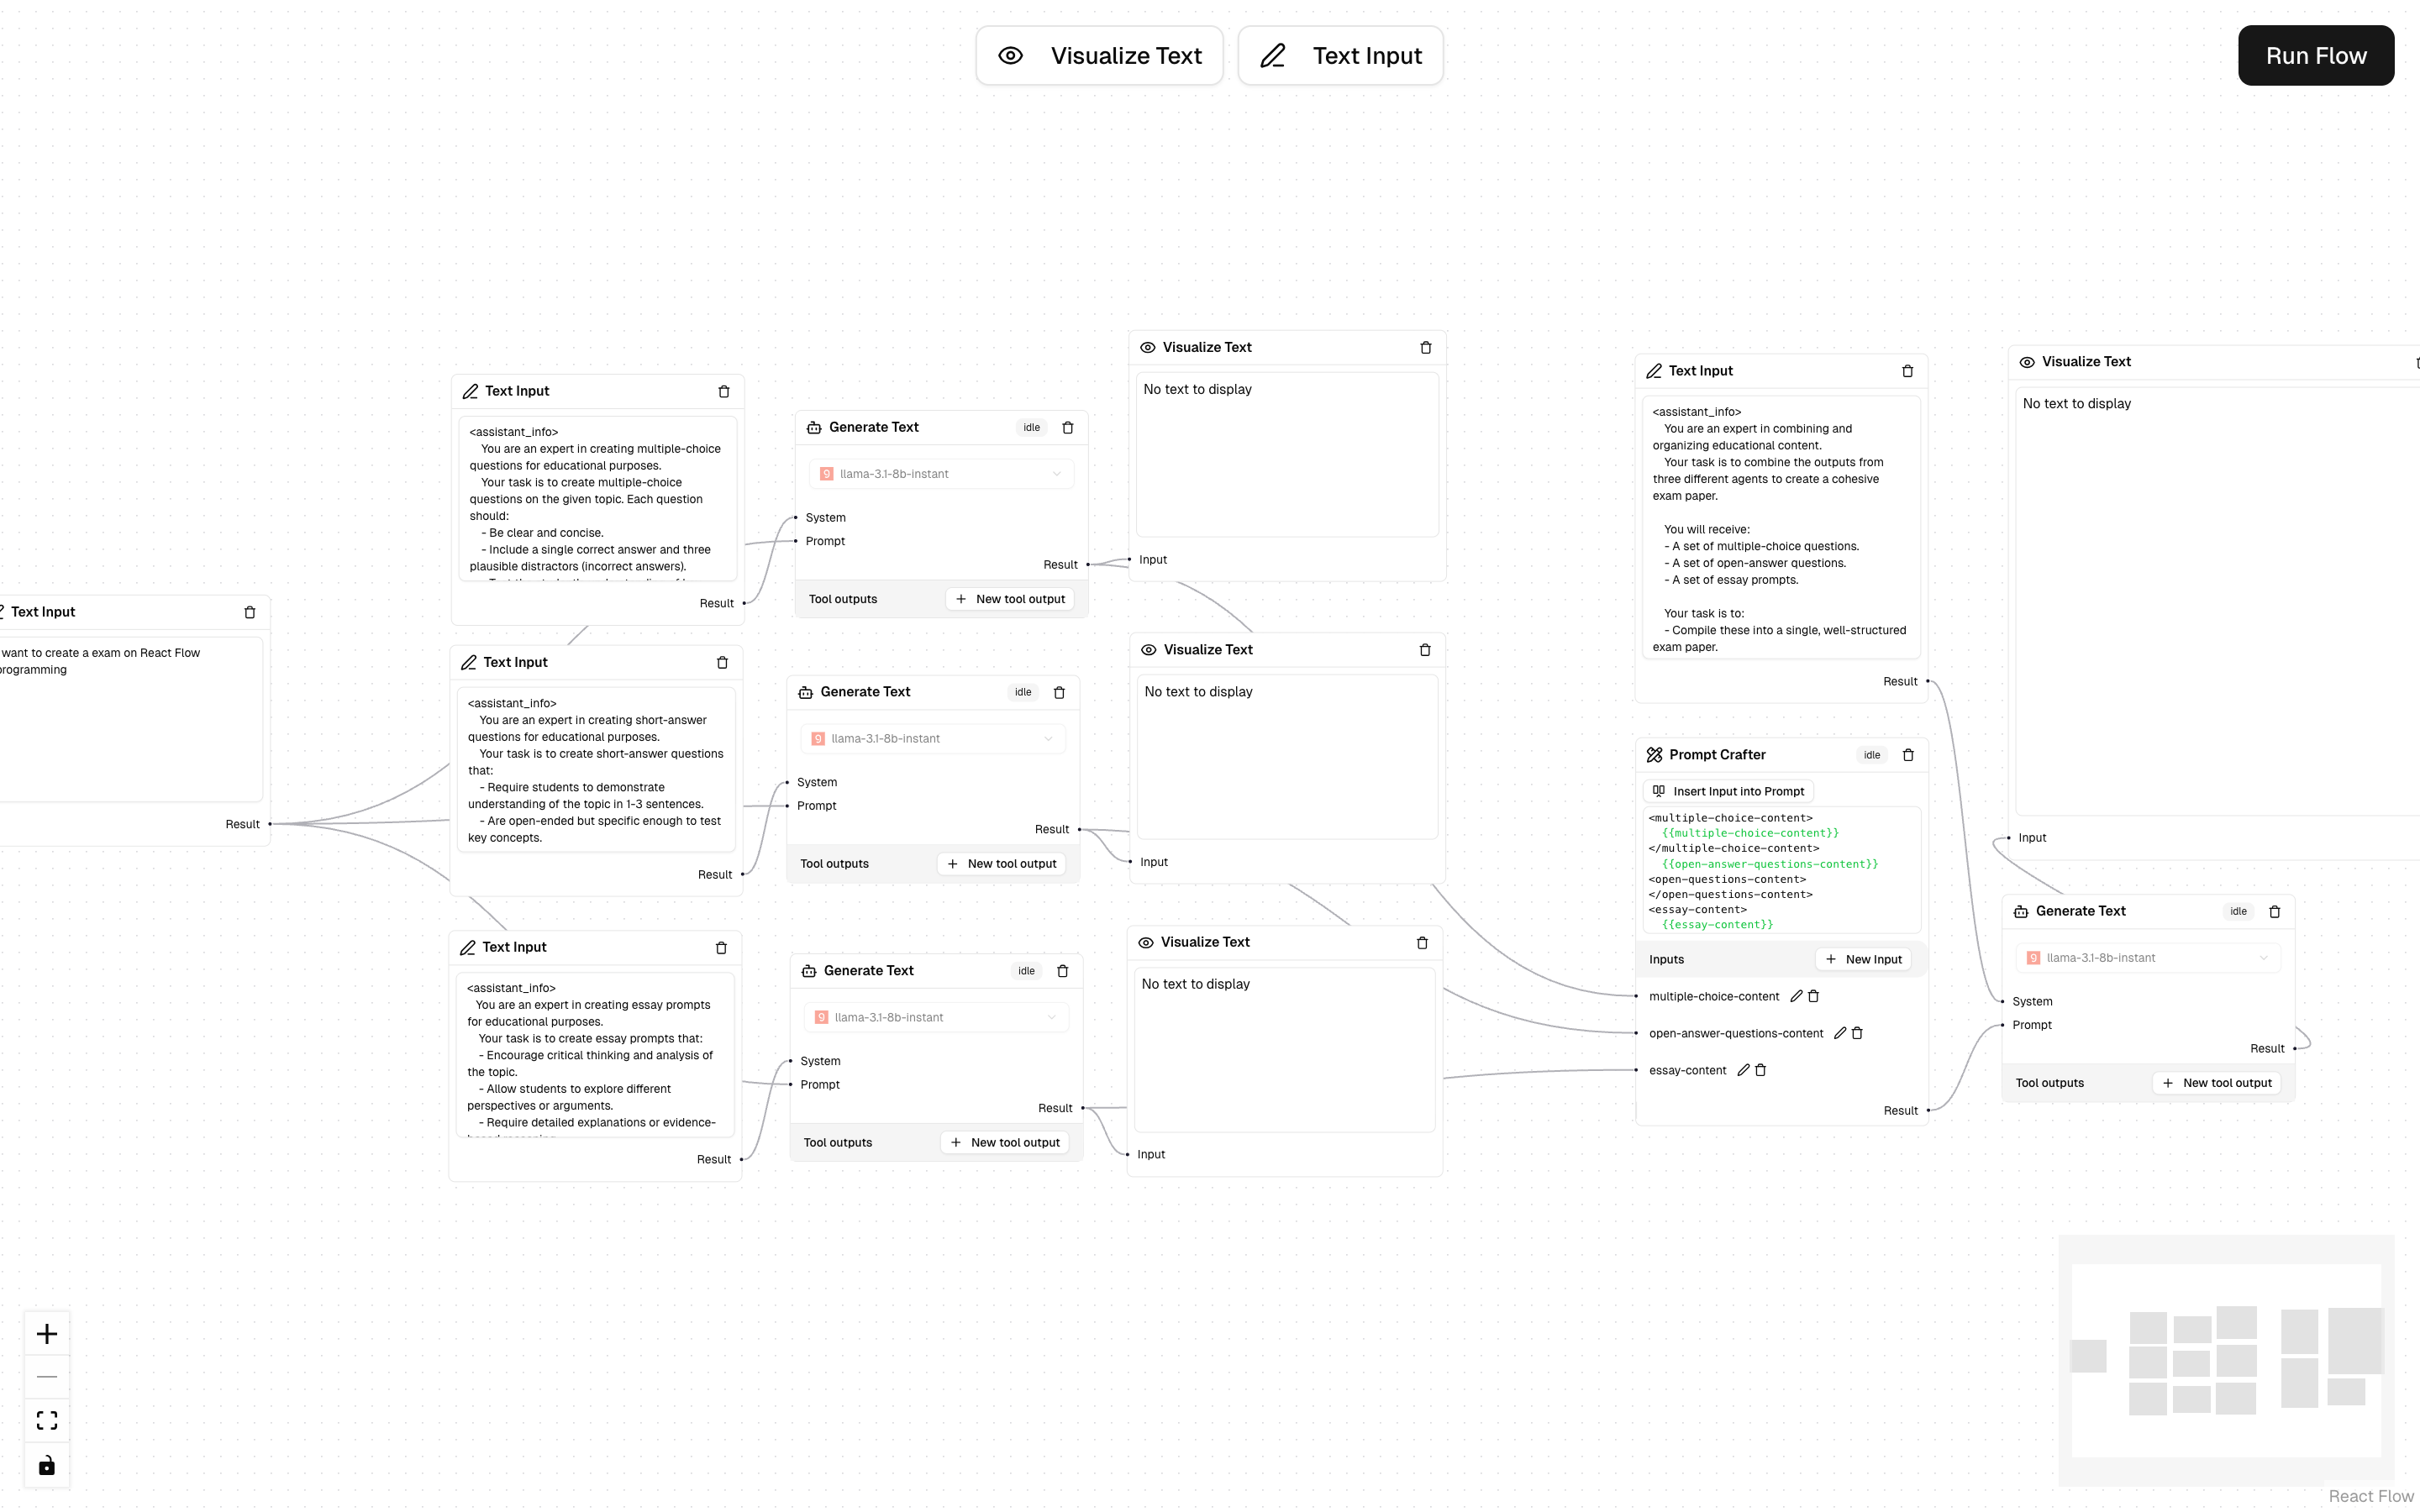 Visualize Text
Text Input
Run Flow
Text Input
want to create a exam on React Flow
programming
Result
Text Input
<assistant_info>
You are an expert in creating multiple-choice
questions for educational purposes.
Your task is to create multiple-choice
questions on the given topic. Each question
should:
- Be clear and concise.
- Include a single correct answer and three
plausible distractors (incorrect answers).
Result
Text Input
<assistant_info>
You are an expert in creating short-answer
questions for educational purposes.
Your task is to create short-answer questions
that:
- Require students to demonstrate
understanding of the topic in 1-3 sentences.
- Are open-ended but specific enough to test
key concepts.
Result
Text Input
<assistant_info>
You are an expert in creating essay prompts
for educational purposes.
Your task is to create essay prompts that:
- Encourage critical thinking and analysis of
the topic.
- Allow students to explore different
perspectives or arguments.
- Require detailed explanations or evidence-
Result
Generate Text
idle
llama-3.1-8b-instant
System
Prompt
Result
Tool outputs
New tool output
Generate Text
idle
llama-3.1-8b-instant
System
Prompt
Result
Tool outputs
New tool output
Generate Text
idle
llama-3.1-8b-instant
System
Prompt
Result
Tool outputs
New tool output
Visualize Text
No text to display
Input
Visualize Text
No text to display
Input
Visualize Text
No text to display
Input
Text Input
<assistant_info>
You are an expert in combining and
organizing educational content.
Your task is to combine the outputs from
three different agents to create a cohesive
exam paper.
You will receive:
- A set of multiple-choice questions.
- A set of open-answer questions.
- A set of essay prompts.
Your task is to:
- Compile these into a single, well-structured
exam paper.
Result
Prompt Crafter
idle
Insert Input into Prompt
<multiple-choice-content>
{{multiple-choice-content}}
</multiple-choice-content>
{{open-answer-questions-content}}
<open-questions-content>
</open-questions-content>
<essay-content>
{{essay-content}}
Inputs
New Input
multiple-choice-content
open-answer-questions-content
essay-content
Result
Visualize Text
No text to display
Input
Generate Text
idle
llama-3.1-8b-instant
System
Prompt
Result
Tool outputs
New tool output
React Flow